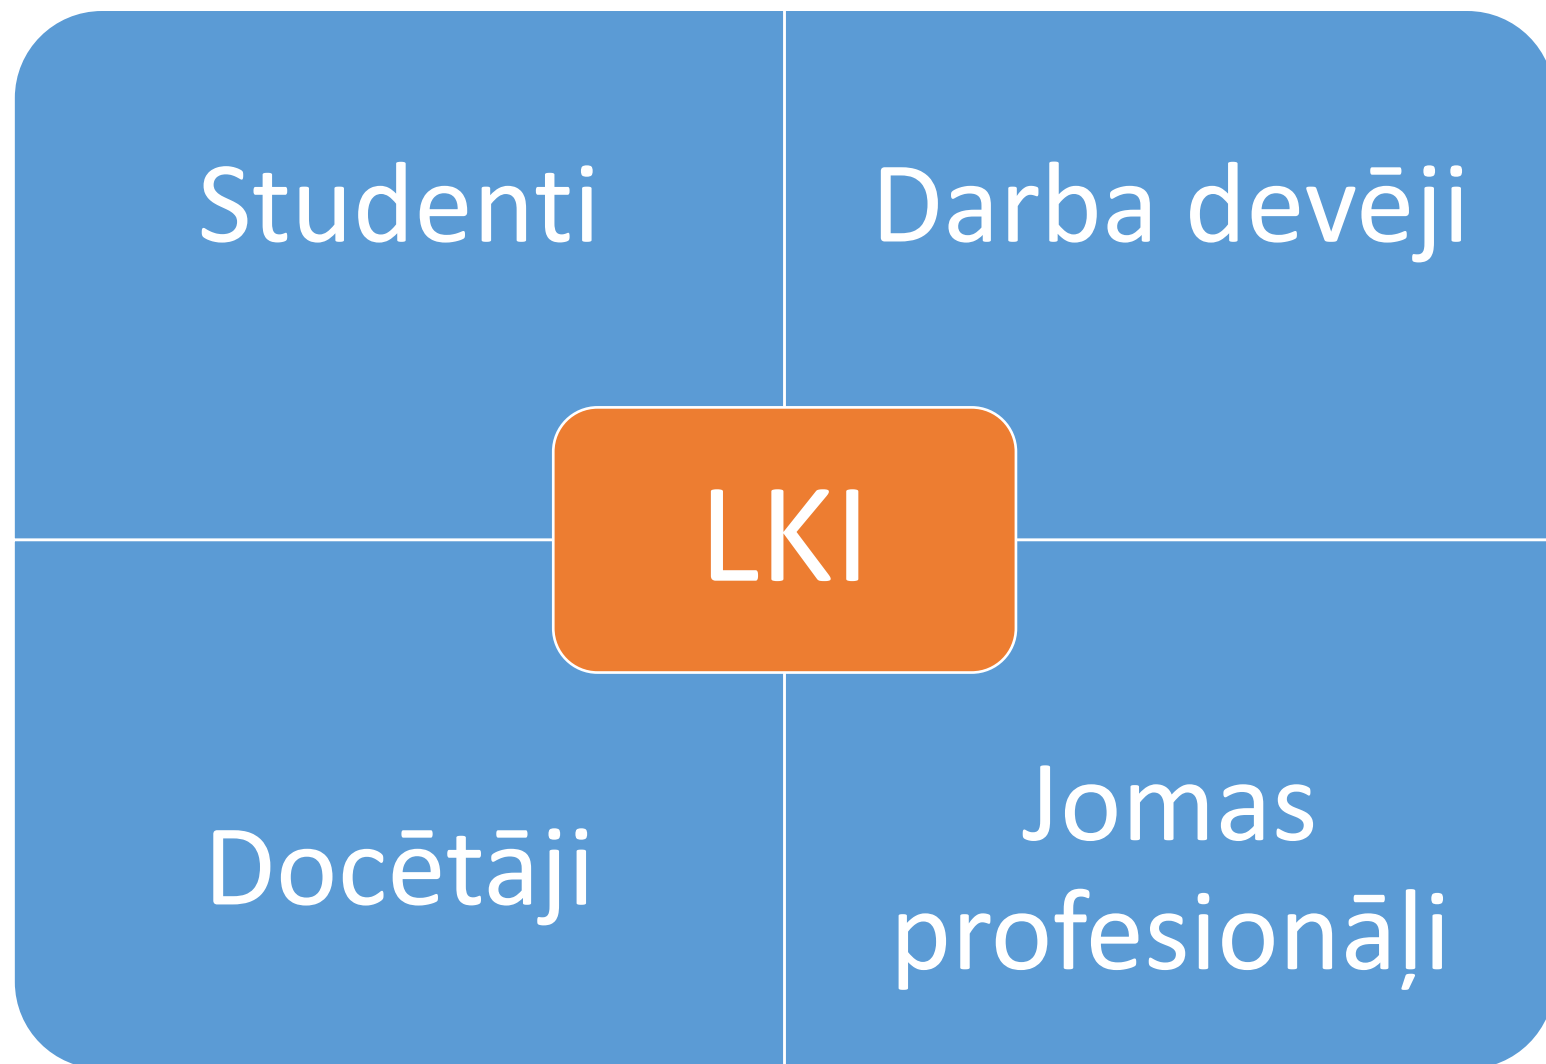 Studenti
Darba devēji
LKI
Docētāji
Jomas
profesionāļi